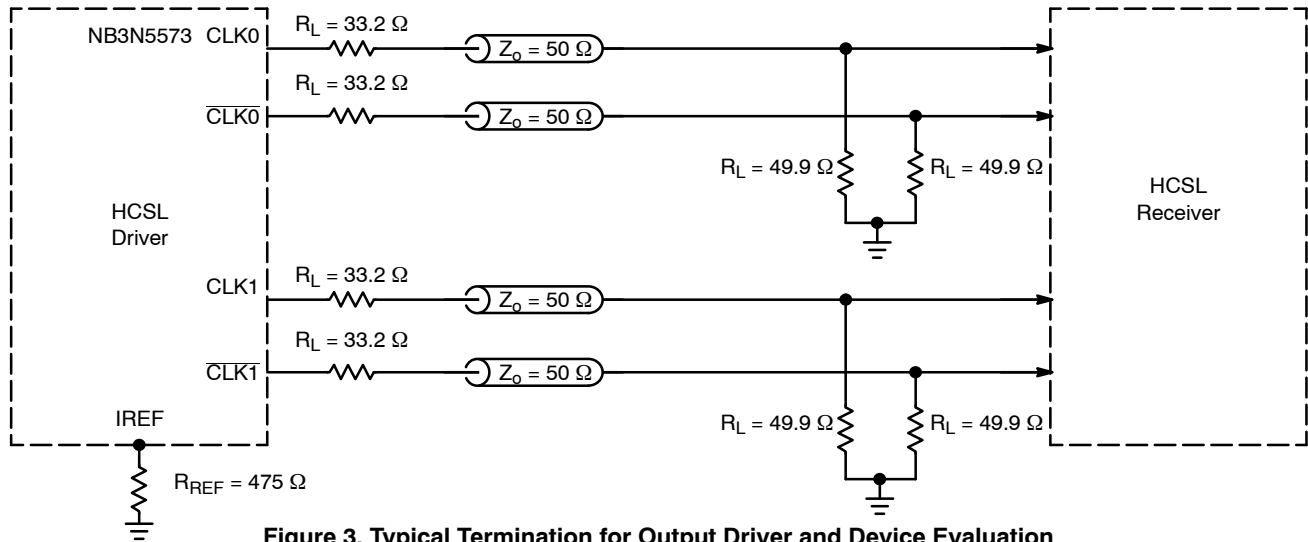 NB3N5573 CLK0
R_L = 33.2 Ω
Z_o = 50 Ω
R_L = 33.2 Ω
C̅L̅K̅0̅
Z_o = 50 Ω
R_L = 49.9 Ω
R_L = 49.9 Ω
HCSL
Driver
HCSL
Receiver
CLK1
R_L = 33.2 Ω
Z_o = 50 Ω
R_L = 33.2 Ω
C̅L̅K̅1̅
Z_o = 50 Ω
R_L = 49.9 Ω
R_L = 49.9 Ω
IREF
R_REF = 475 Ω
Figure 3. Typical Termination for Output Driver and Device Evaluation